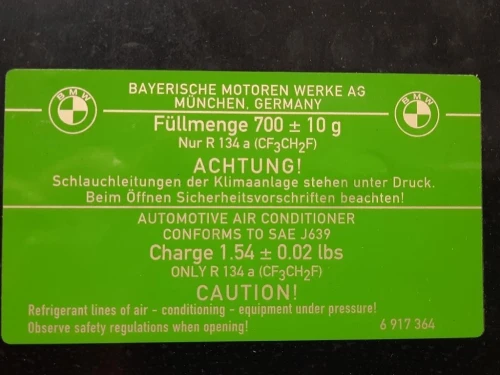 BAYERISCHE MOTOREN WERKE AG
MÜNCHEN, GERMANY
BMW
BMW
Füllmenge 700 ± 10 g
Nur R 134 a (CF₃CH₂F)
ACHTUNG!
Schlauchleitungen der Klimaanlage stehen unter Druck.
Beim Öffnen Sicherheitsvorschriften beachten!
AUTOMOTIVE AIR CONDITIONER
CONFORMS TO SAE J639
Charge 1.54 ± 0.02 lbs
ONLY R 134 a (CF₃CH₂F)
CAUTION!
Refrigerant lines of air - conditioning - equipment under pressure!
Observe safety regulations when opening!
6 917 364